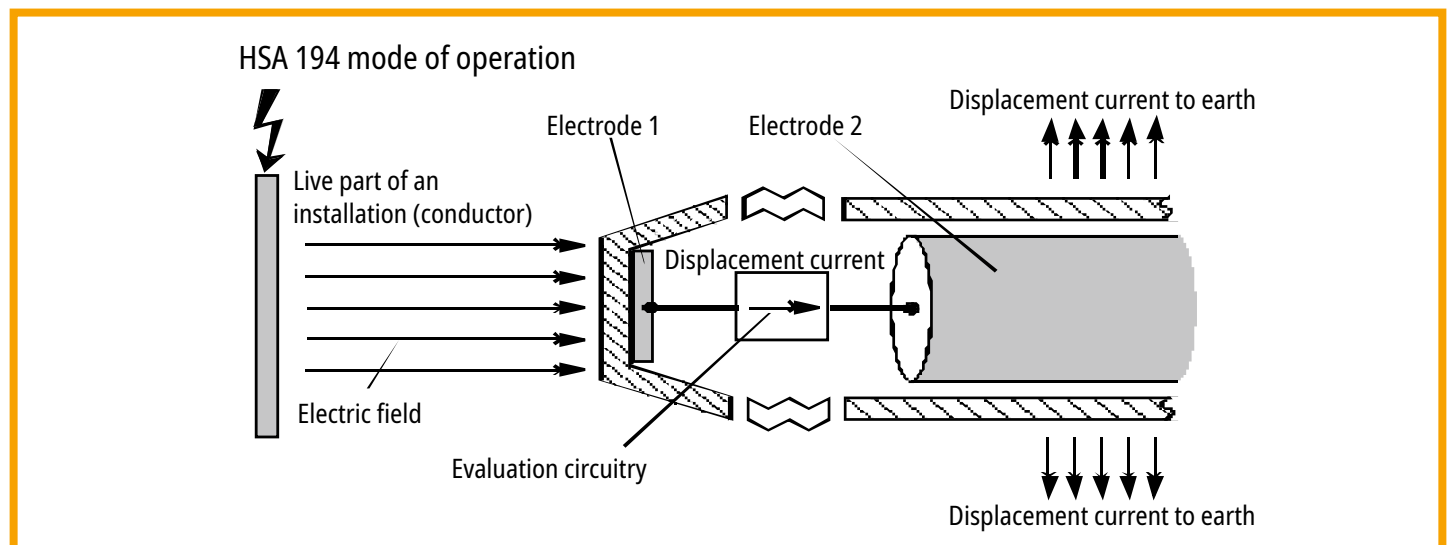 HSA 194 mode of operation
Displacement current to earth
Electrode 1
Electrode 2
Live part of an
installation (conductor)
Displacement current
Electric field
Evaluation circuitry
Displacement current to earth